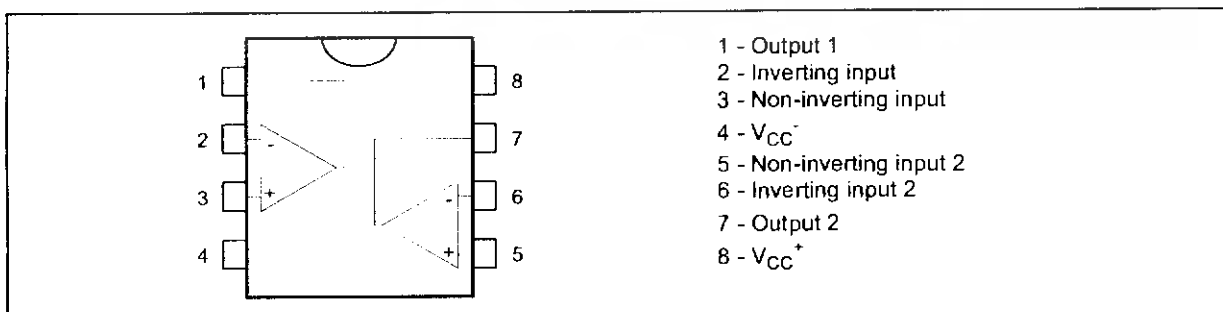 1
2
3
4
8
7
6
5
-
+
-
+
1 - Output 1
2 - Inverting input
3 - Non-inverting input
4 - VCC-
5 - Non-inverting input 2
6 - Inverting input 2
7 - Output 2
8 - VCC+